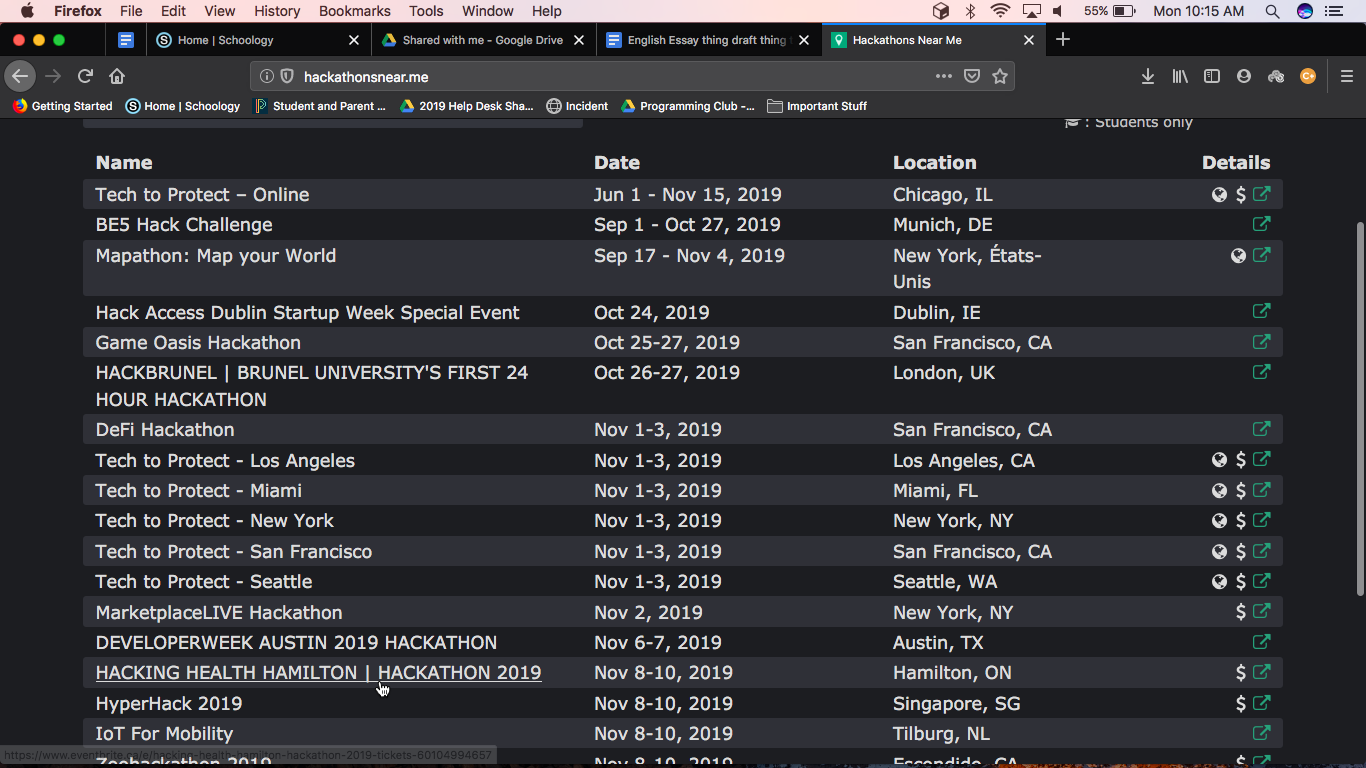 Firefox File Edit View History Bookmarks Tools Window Help 55% Mon 10:15 AM
Home | Schoology Shared with me - Google Drive English Essay thing draft thing Hackathons Near Me
hackathonsnear.me
Getting Started Home | Schoology Student and Parent ... 2019 Help Desk Sha... Incident Programming Club -... Important Stuff
: Students only
Name Date Location Details
Tech to Protect – Online Jun 1 - Nov 15, 2019 Chicago, IL $
BE5 Hack Challenge Sep 1 - Oct 27, 2019 Munich, DE
Mapathon: Map your World Sep 17 - Nov 4, 2019 New York, États-
Unis
Hack Access Dublin Startup Week Special Event Oct 24, 2019 Dublin, IE
Game Oasis Hackathon Oct 25-27, 2019 San Francisco, CA
HACKBRUNEL | BRUNEL UNIVERSITY'S FIRST 24 Oct 26-27, 2019 London, UK
HOUR HACKATHON
DeFi Hackathon Nov 1-3, 2019 San Francisco, CA
Tech to Protect - Los Angeles Nov 1-3, 2019 Los Angeles, CA $
Tech to Protect - Miami Nov 1-3, 2019 Miami, FL $
Tech to Protect - New York Nov 1-3, 2019 New York, NY $
Tech to Protect - San Francisco Nov 1-3, 2019 San Francisco, CA $
Tech to Protect - Seattle Nov 1-3, 2019 Seattle, WA $
MarketplaceLIVE Hackathon Nov 2, 2019 New York, NY $
DEVELOPERWEEK AUSTIN 2019 HACKATHON Nov 6-7, 2019 Austin, TX
HACKING HEALTH HAMILTON | HACKATHON 2019 Nov 8-10, 2019 Hamilton, ON $
HyperHack 2019 Nov 8-10, 2019 Singapore, SG $
IoT For Mobility Nov 8-10, 2019 Tilburg, NL
https://www.eventbrite.ca/e/hacking-health-hamilton-hackathon-2019-tickets-60104994657
Zoohackathon 2019 Nov 8-10, 2019 Escondido, CA $